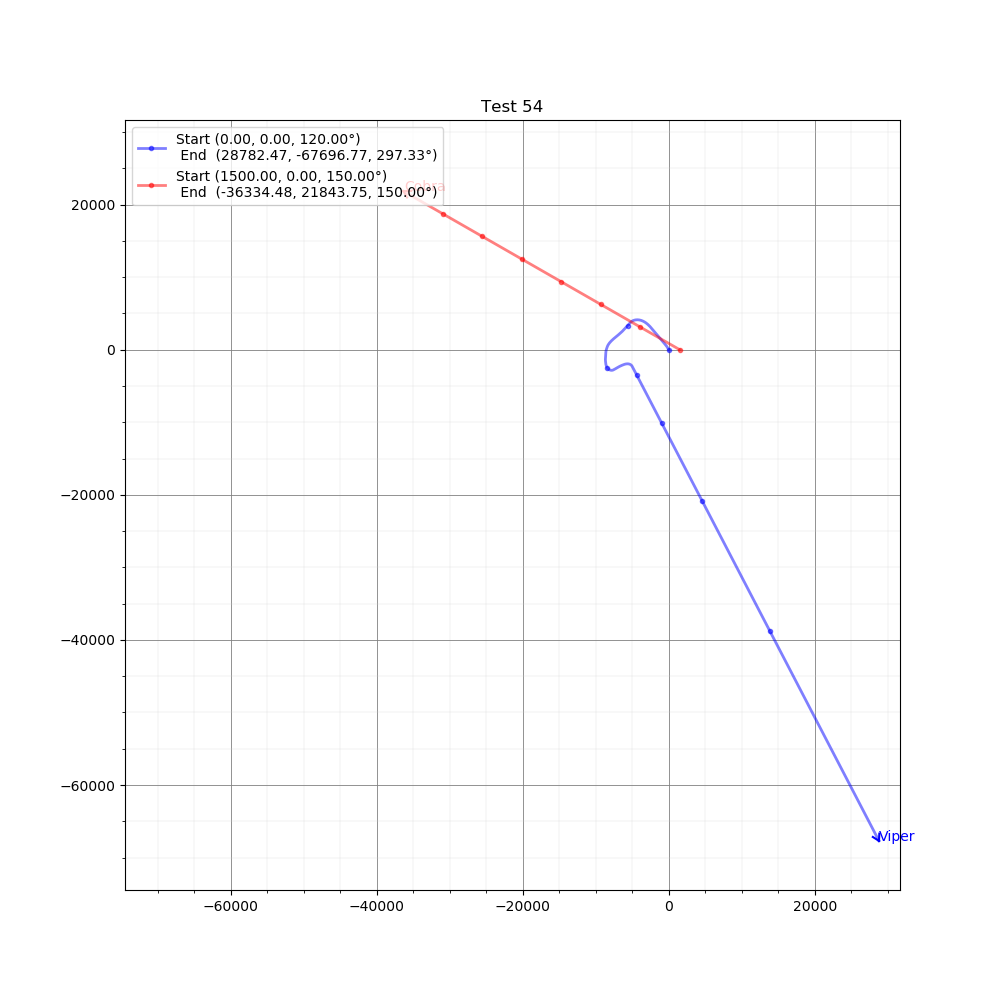 Test 54
Start (0.00, 0.00, 120.00°)
End (28782.47, -67696.77, 297.33°)
Start (1500.00, 0.00, 150.00°)
End (-36334.48, 21843.75, 150.00°)
Cobra
20000
0
−20000
−40000
−60000
Viper
−60000
−40000
−20000
0
20000